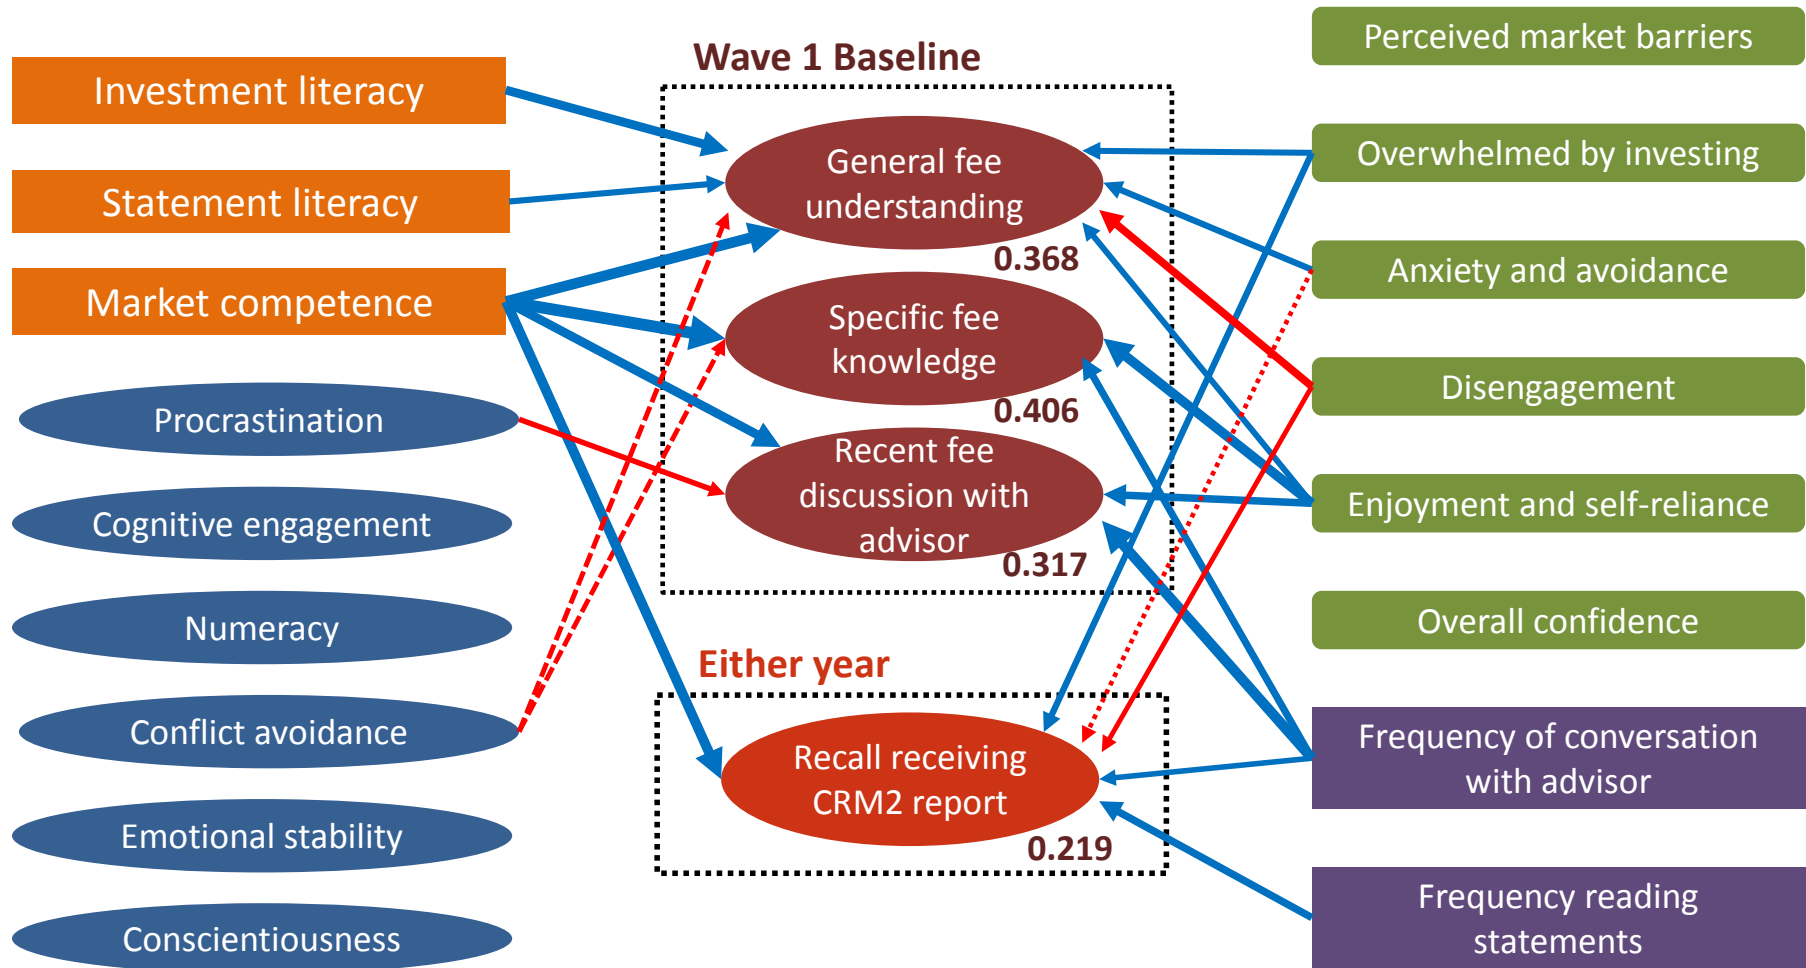 Wave 1 Baseline
Investment literacy
Statement literacy
Market competence
Procrastination
Cognitive engagement
Numeracy
Conflict avoidance
Emotional stability
Conscientiousness
General fee
understanding
0.368
Specific fee
knowledge
0.406
Recent fee
discussion with
advisor
0.317
Either year
Recall receiving
CRM2 report
0.219
Perceived market barriers
Overwhelmed by investing
Anxiety and avoidance
Disengagement
Enjoyment and self-reliance
Overall confidence
Frequency of conversation
with advisor
Frequency reading
statements